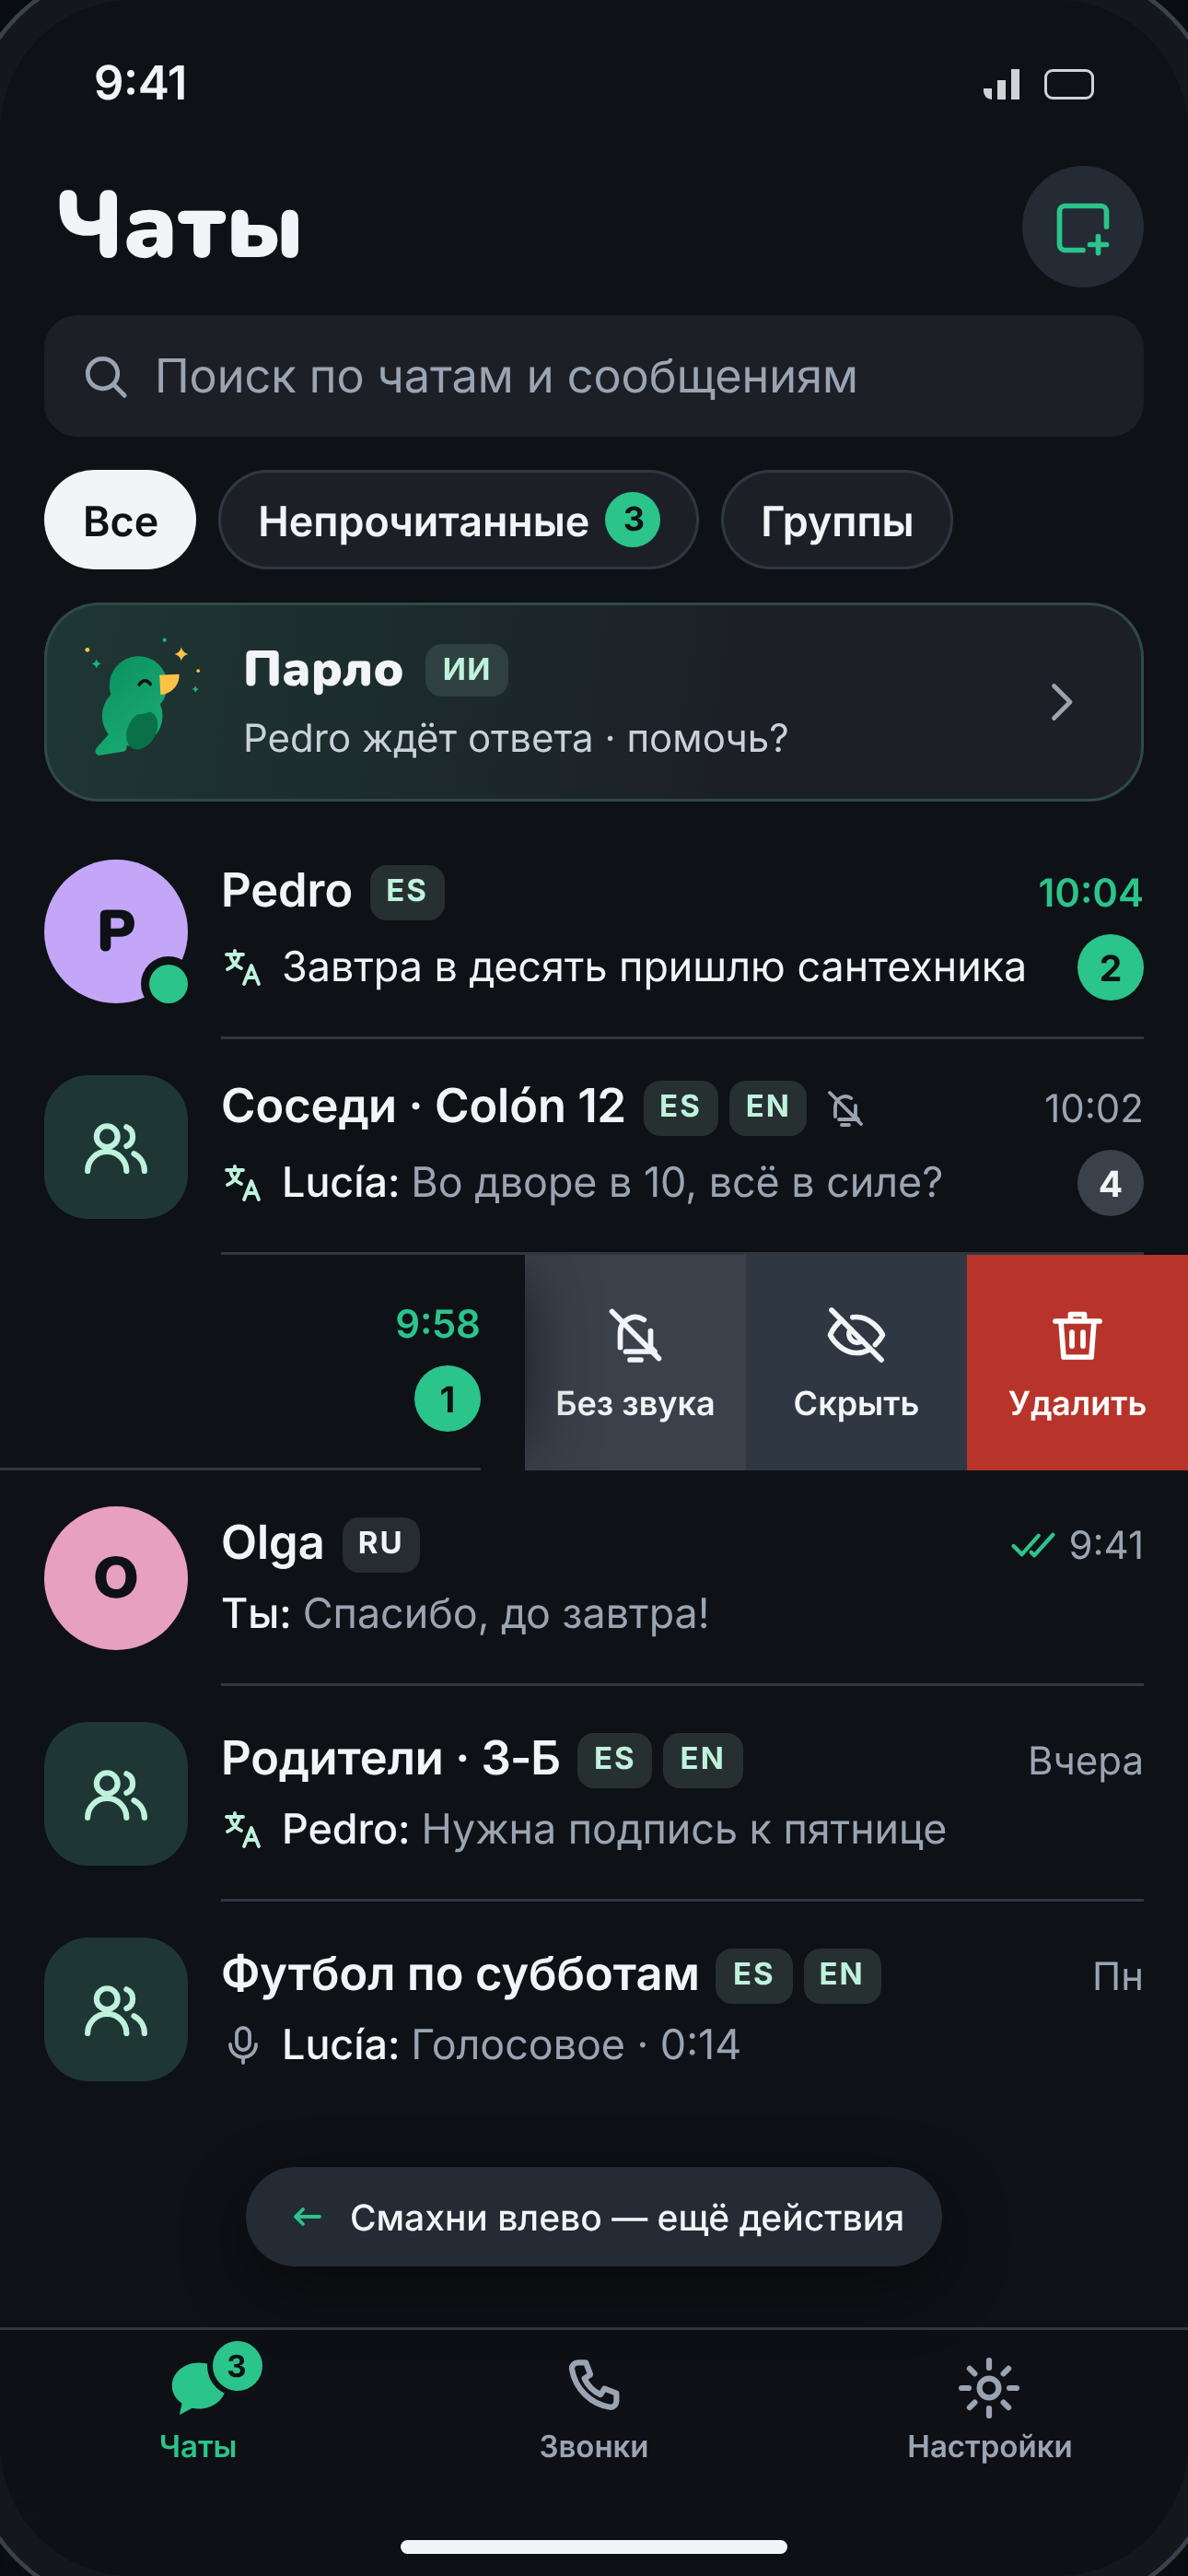 9:41
Чаты
Поиск по чатам и сообщениям
Все
Непрочитанные 3
Группы
Парло ИИ
Pedro ждёт ответа · помочь?
P
Pedro ES 10:04
Завтра в десять пришлю сантехника 2
Соседи · Colón 12 ES EN 10:02
Lucía: Во дворе в 10, всё в силе? 4
9:58
1
Без звука
Скрыть
Удалить
O
Olga RU 9:41
Ты: Спасибо, до завтра!
Родители · 3-Б ES EN Вчера
Pedro: Нужна подпись к пятнице
Футбол по субботам ES EN Пн
Lucía: Голосовое · 0:14
← Смахни влево — ещё действия
3
Чаты
Звонки
Настройки